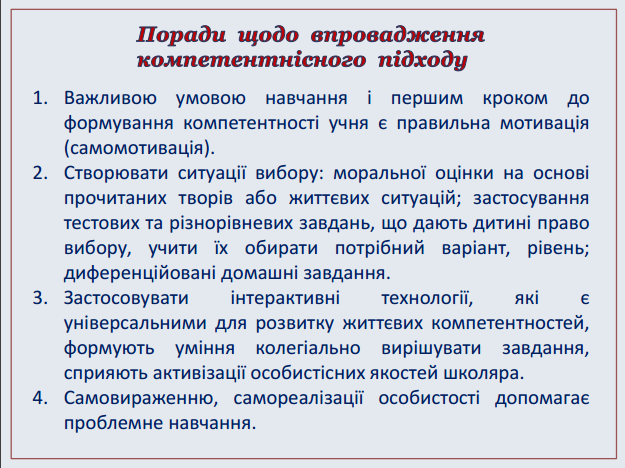 Поради щодо впровадження
компетентнісного підходу
1. Важливою умовою навчання і першим кроком до
формування компетентності учня є правильна мотивація
(самомотивація).
2. Створювати ситуації вибору: моральної оцінки на основі
прочитаних творів або життєвих ситуацій; застосування
тестових та різнорівневих завдань, що дають дитині право
вибору, учити їх обирати потрібний варіант, рівень;
диференційовані домашні завдання.
3. Застосовувати інтерактивні технології, які є
універсальними для розвитку життєвих компетентностей,
формують уміння колегіально вирішувати завдання,
сприяють активізації особистісних якостей школяра.
4. Самовираженню, самореалізації особистості допомагає
проблемне навчання.